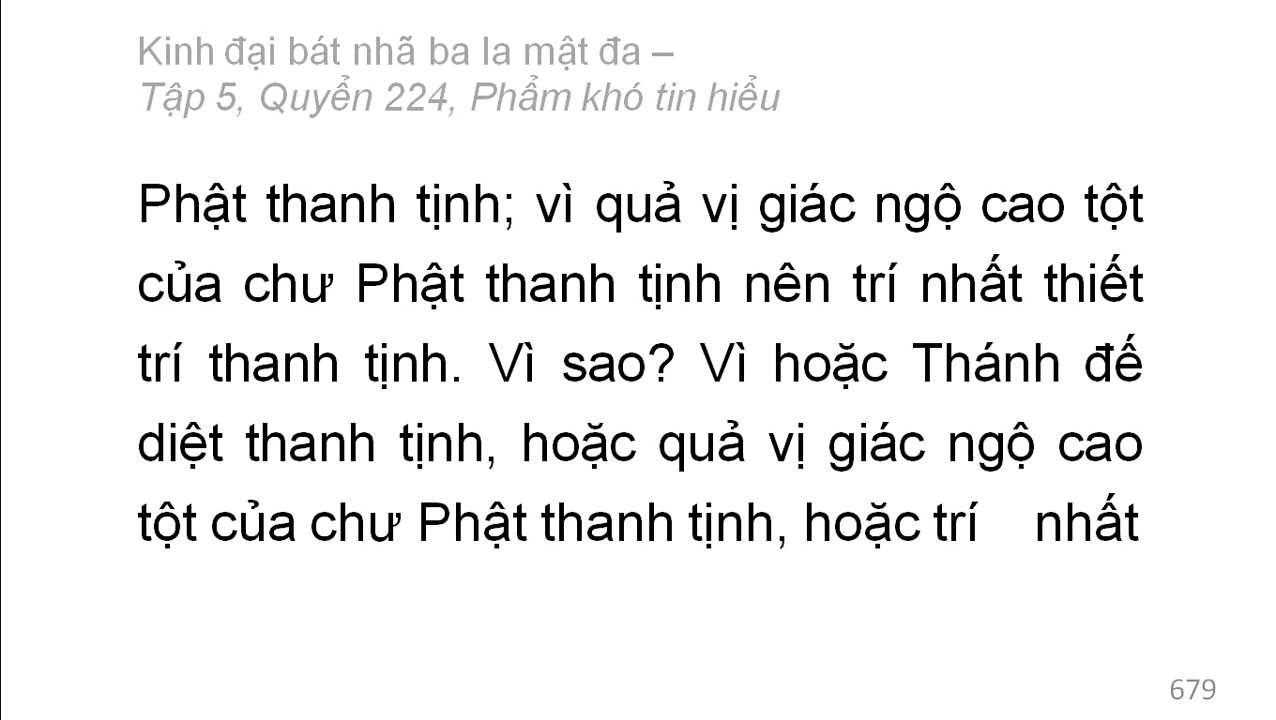 Kinh đại bát nhã ba la mật đa –
Tập 5, Quyển 224, Phẩm khó tin hiểu
Phật thanh tịnh; vì quả vị giác ngộ cao tột
của chư Phật thanh tịnh nên trí nhất thiết
trí thanh tịnh. Vì sao? Vì hoặc Thánh đế
diệt thanh tịnh, hoặc quả vị giác ngộ cao
tột của chư Phật thanh tịnh, hoặc trí nhất
679